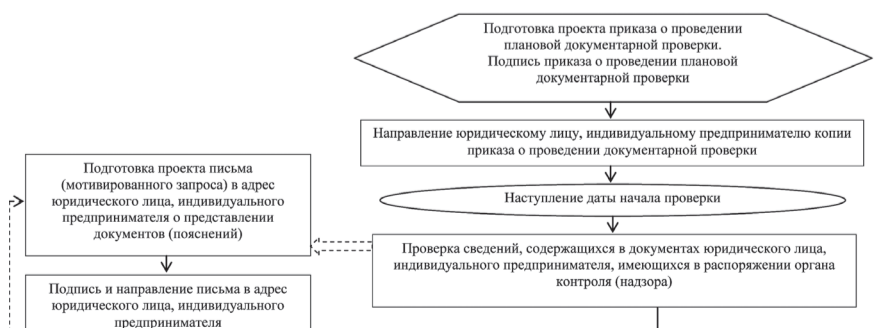 Подготовка проекта приказа о проведении
плановой документарной проверки.
Подпись приказа о проведении плановой
документарной проверки
Направление юридическому лицу, индивидуальному предпринимателю копии
приказа о проведении документарной проверки
Наступление даты начала проверки
Проверка сведений, содержащихся в документах юридического лица,
индивидуального предпринимателя, имеющихся в распоряжении органа
контроля (надзора)
Подготовка проекта письма
(мотивированного запроса) в адрес
юридического лица, индивидуального
предпринимателя о представлении
документов (пояснений)
Подпись и направление письма в адрес
юридического лица, индивидуального
предпринимателя